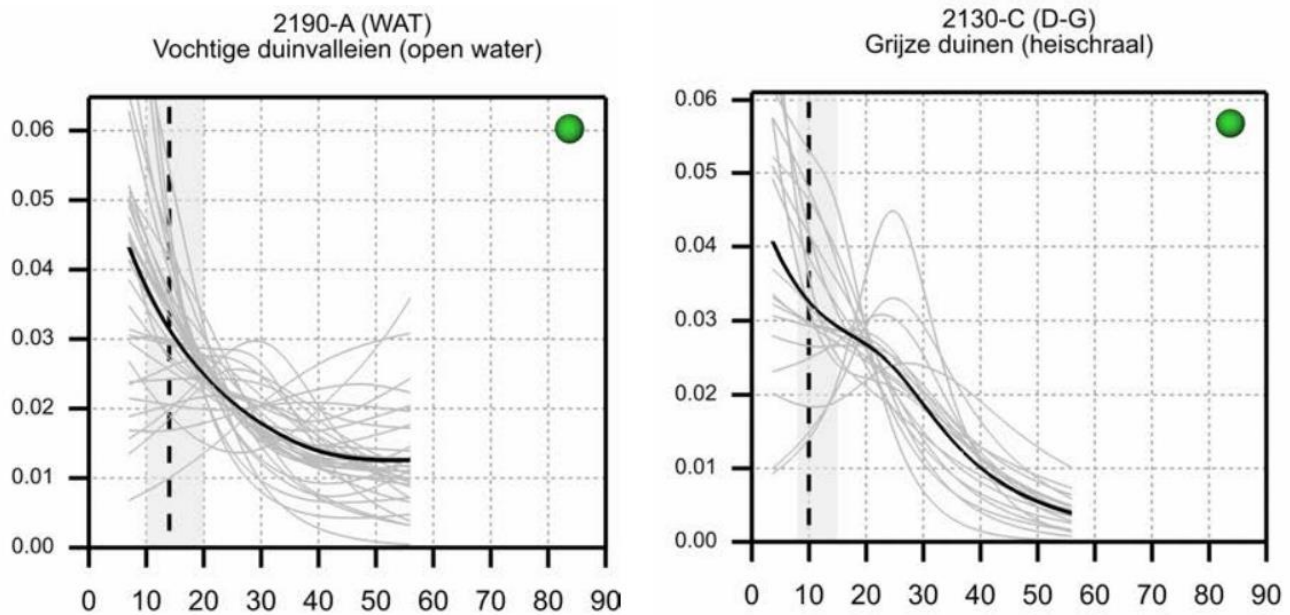 2190-A (WAT)
Vochtige duinvalleien (open water)
0.06
0.05
0.04
0.03
0.02
0.01
0.00
0 10 20 30 40 50 60 70 80 90
2130-C (D-G)
Grijze duinen (heischraal)
0.06
0.05
0.04
0.03
0.02
0.01
0.00
0 10 20 30 40 50 60 70 80 90